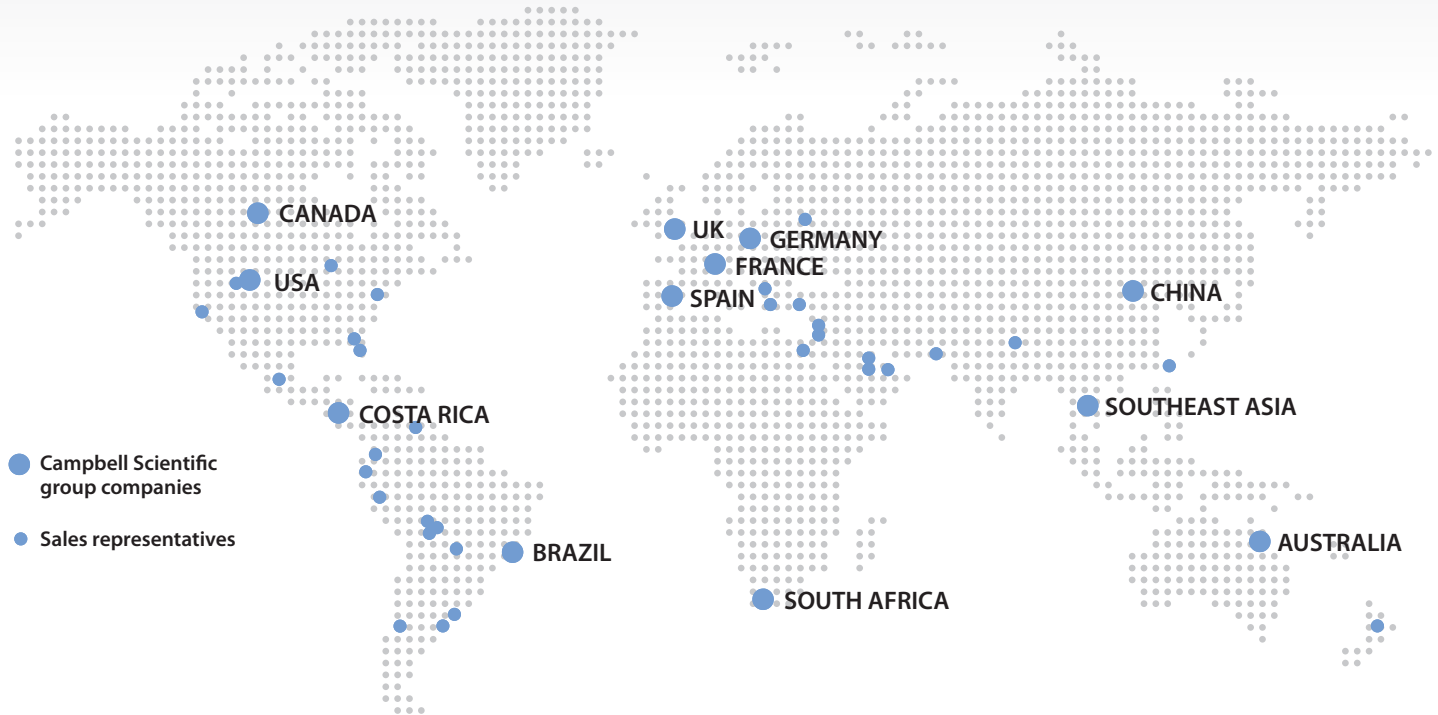 CANADA
UK
GERMANY
FRANCE
USA
SPAIN
CHINA
COSTA RICA
SOUTHEAST ASIA
Campbell Scientific
group companies
Sales representatives
BRAZIL
AUSTRALIA
SOUTH AFRICA